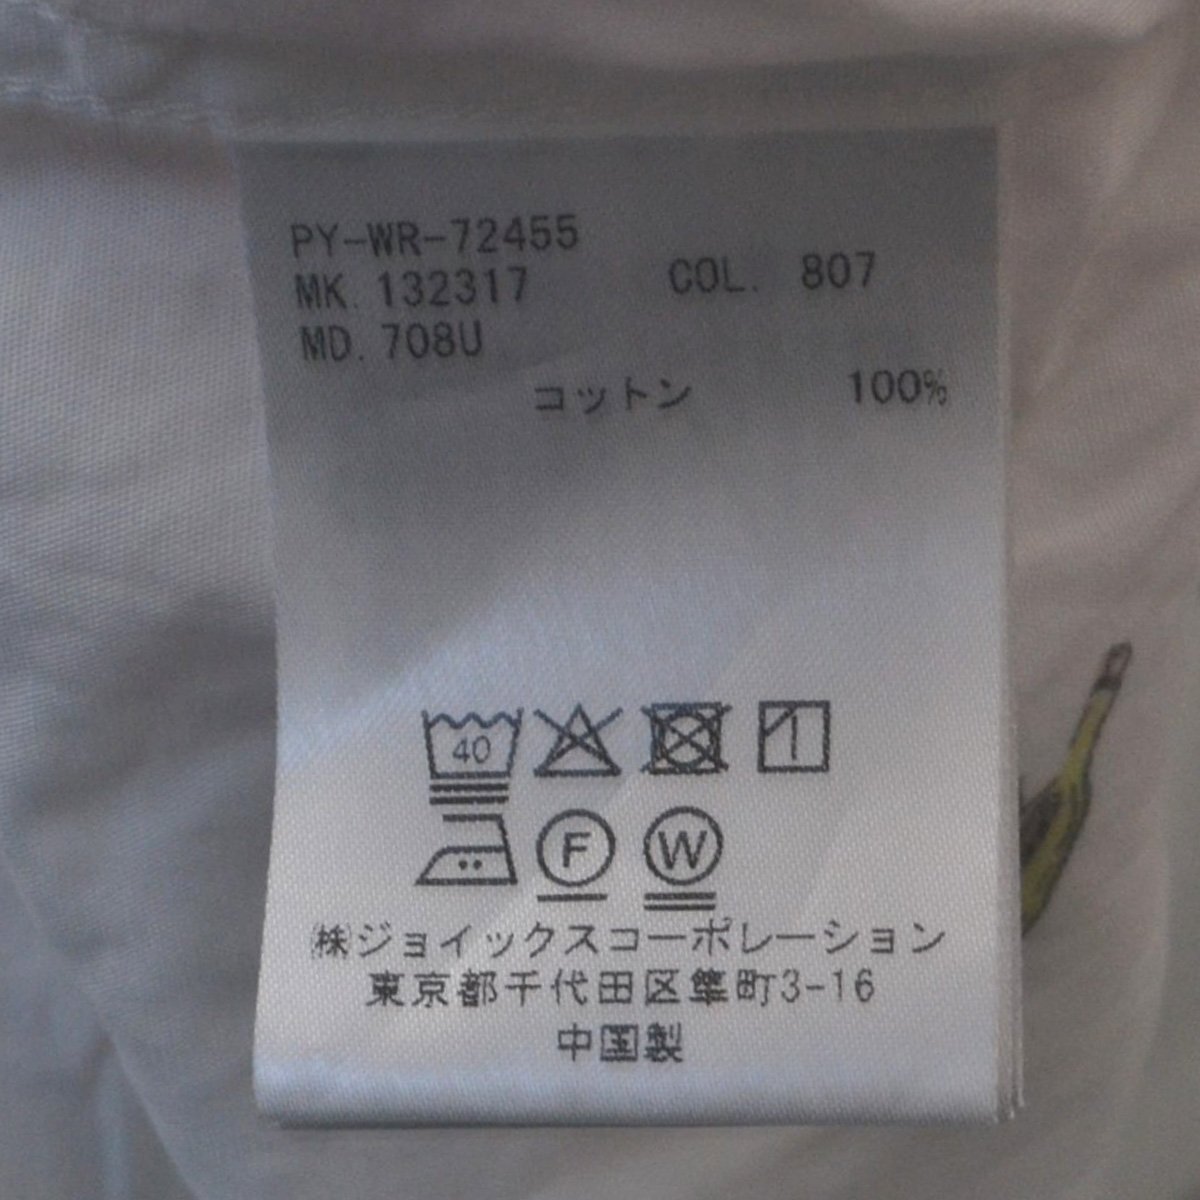 PY-WR-72455
MK. 132317 COL. 807
MD. 708U
コットン 100%
40
F W
㈱ジョイックスコーポレーション
東京都千代田区隼町3-16
中国製